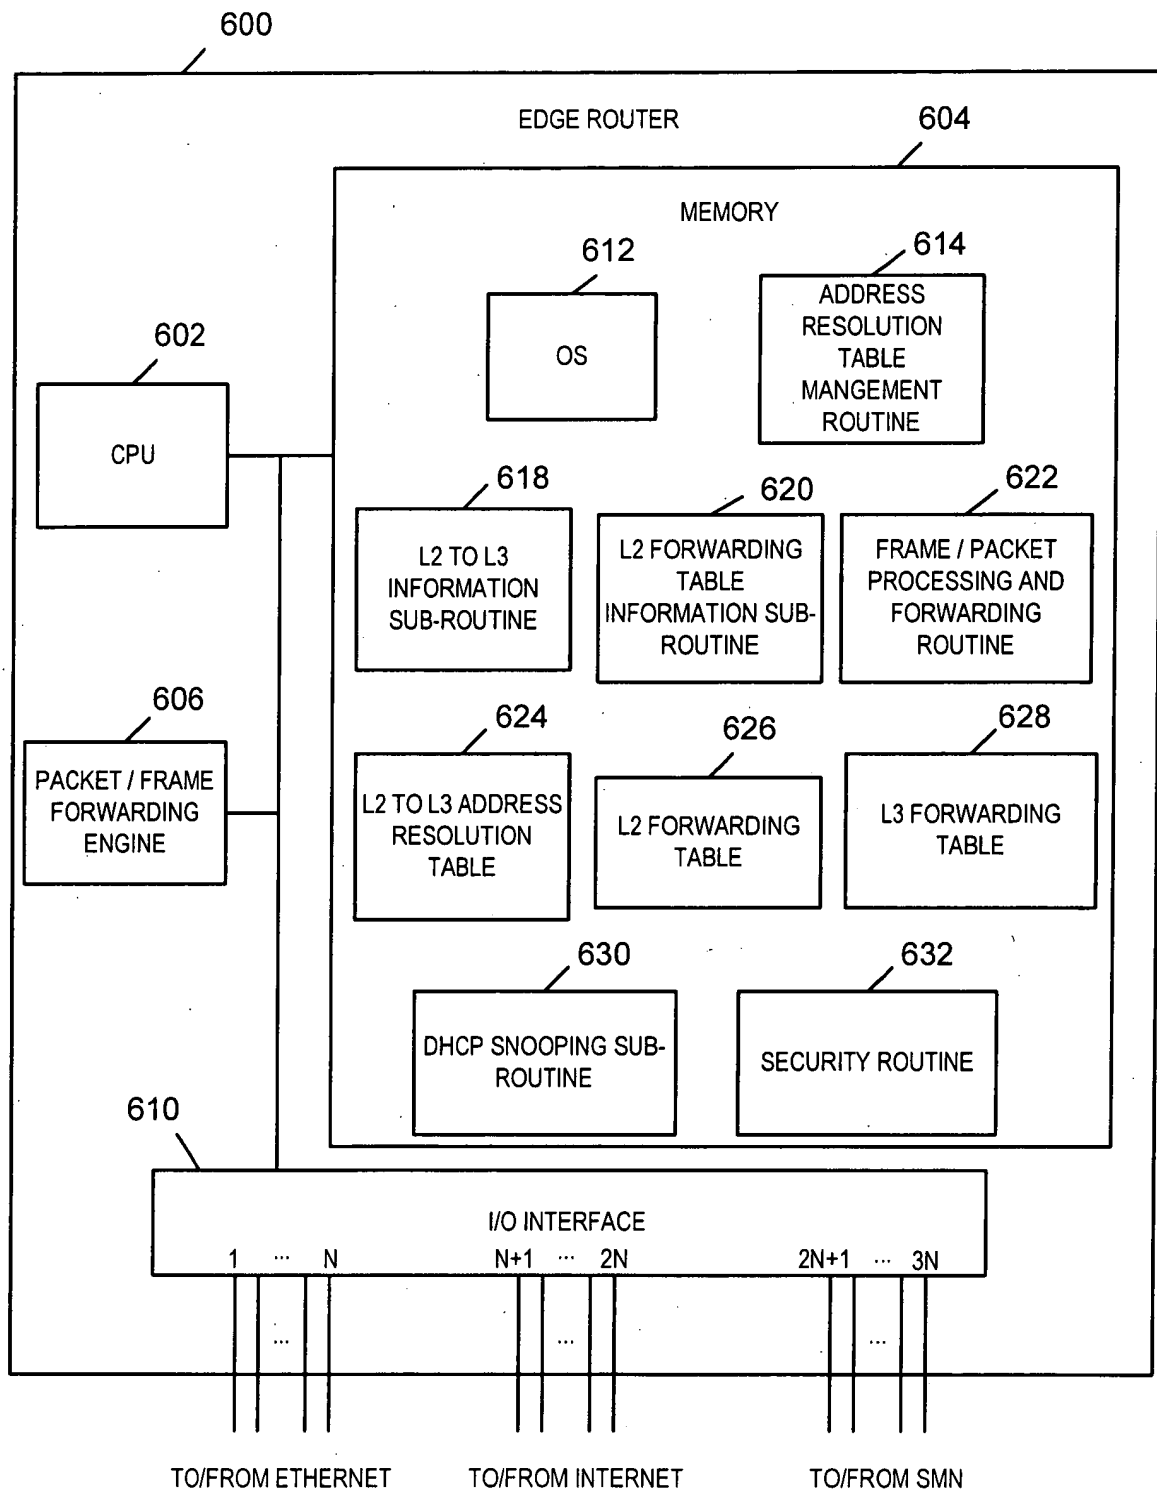 600
EDGE ROUTER
604
MEMORY
612
OS
614
ADDRESS
RESOLUTION
TABLE
MANGEMENT
ROUTINE
602
CPU
618
L2 TO L3
INFORMATION
SUB-ROUTINE
620
L2 FORWARDING
TABLE
INFORMATION SUB-
ROUTINE
622
FRAME / PACKET
PROCESSING AND
FORWARDING
ROUTINE
606
PACKET / FRAME
FORWARDING
ENGINE
624
L2 TO L3 ADDRESS
RESOLUTION
TABLE
626
L2 FORWARDING
TABLE
628
L3 FORWARDING
TABLE
630
DHCP SNOOPING SUB-
ROUTINE
632
SECURITY ROUTINE
610
I/O INTERFACE
1 ... N N+1 ... 2N 2N+1 ... 3N
... ... ...
TO/FROM ETHERNET TO/FROM INTERNET TO/FROM SMN